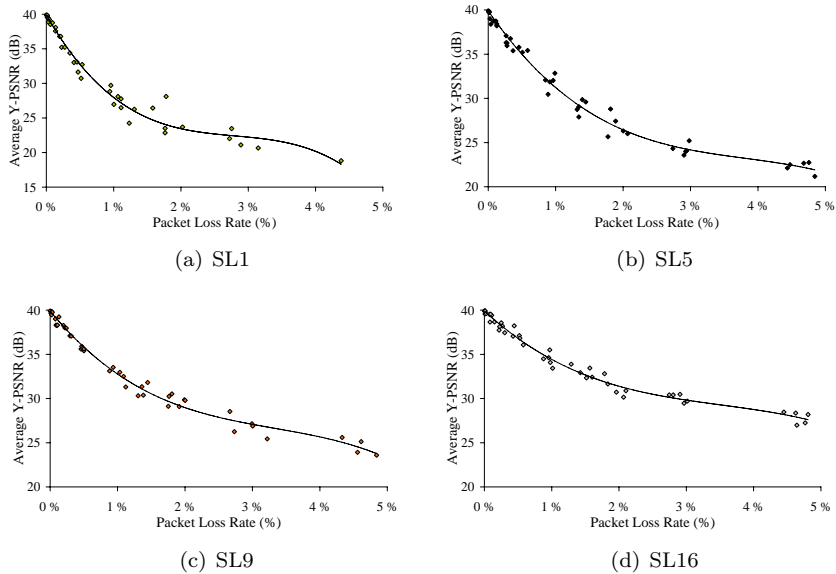 40
35
30
25
20
15
Average Y-PSNR (dB)
0 % 1 % 2 % 3 % 4 % 5 %
Packet Loss Rate (%)
(a) SL1
40
35
30
25
20
Average Y-PSNR (dB)
0 % 1 % 2 % 3 % 4 % 5 %
Packet Loss Rate (%)
(b) SL5
40
35
30
25
20
Average Y-PSNR (dB)
0 % 1 % 2 % 3 % 4 % 5 %
Packet Loss Rate (%)
(c) SL9
40
35
30
25
20
Average Y-PSNR (dB)
0 % 1 % 2 % 3 % 4 % 5 %
Packet Loss Rate (%)
(d) SL16